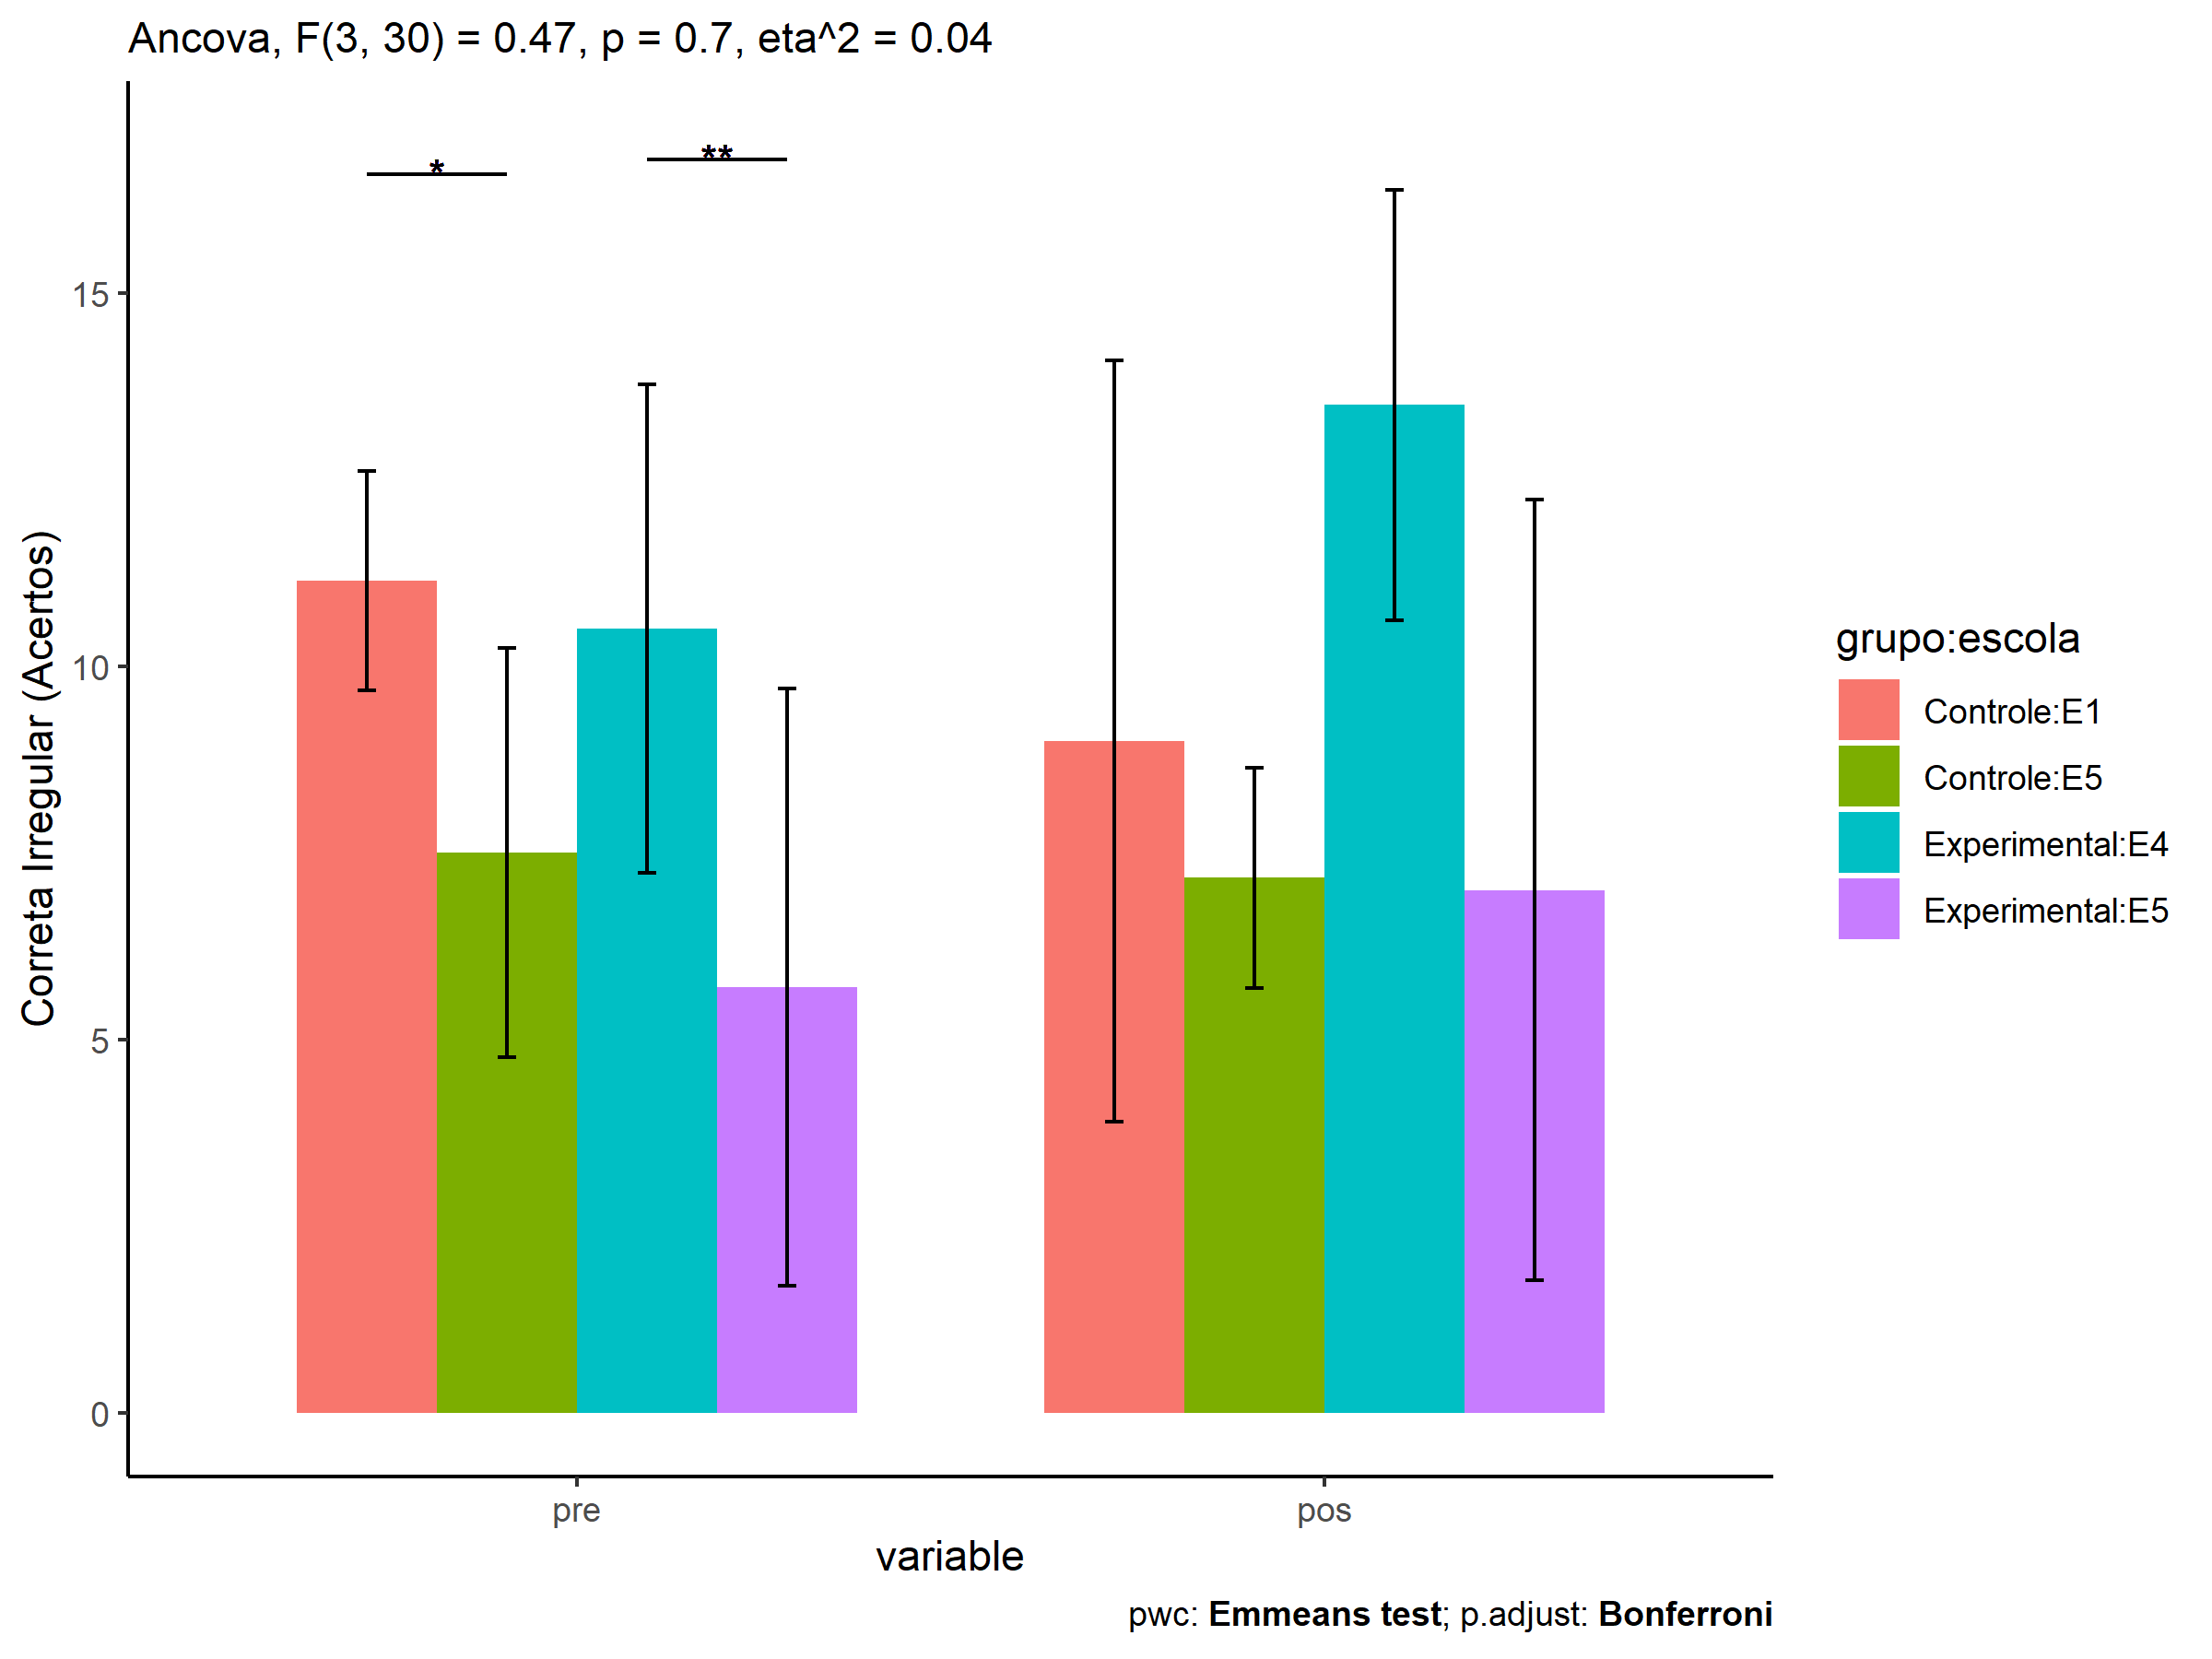 Ancova, F(3, 30) = 0.47, p = 0.7, eta^2 = 0.04
*
**
15
10
5
0
Correta Irregular (Acertos)
pre
pos
variable
grupo:escola
Controle:E1
Controle:E5
Experimental:E4
Experimental:E5
pwc: Emmeans test; p.adjust: Bonferroni